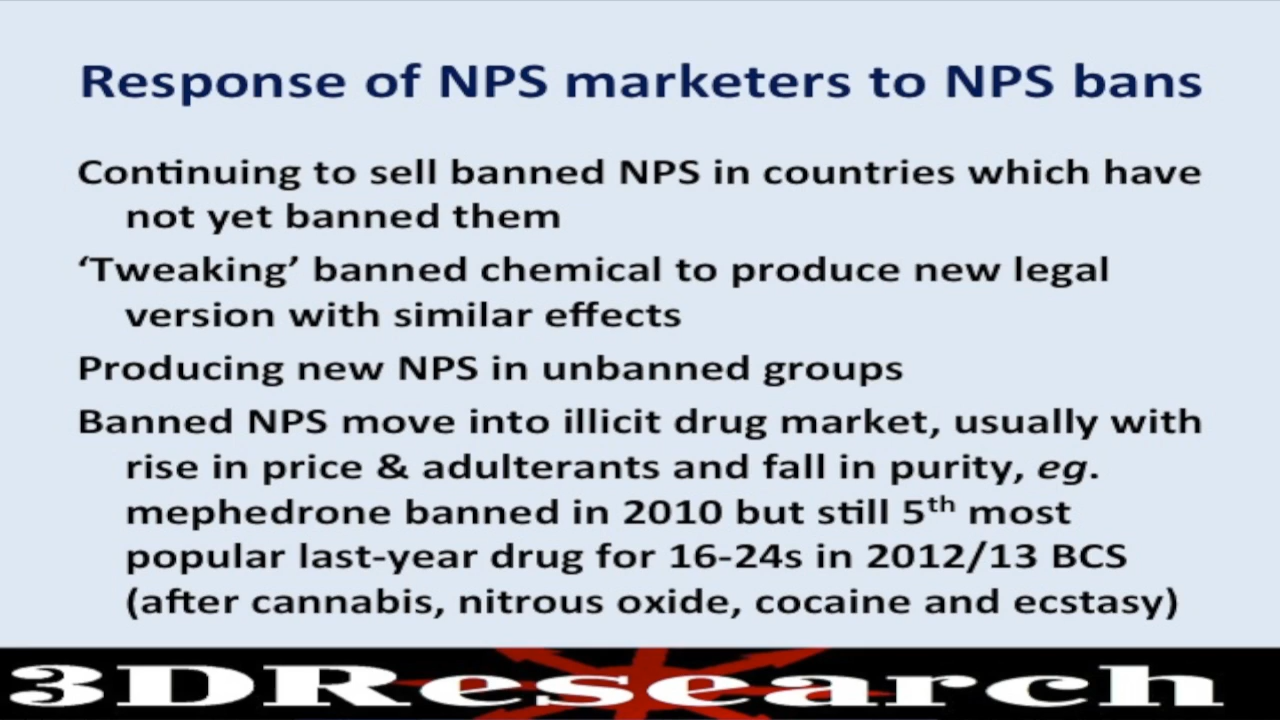 Response of NPS marketers to NPS bans
Continuing to sell banned NPS in countries which have
not yet banned them
‘Tweaking’ banned chemical to produce new legal
version with similar effects
Producing new NPS in unbanned groups
Banned NPS move into illicit drug market, usually with
rise in price & adulterants and fall in purity, eg.
mephedrone banned in 2010 but still 5th most
popular last-year drug for 16-24s in 2012/13 BCS
(after cannabis, nitrous oxide, cocaine and ecstasy)
3DResearch